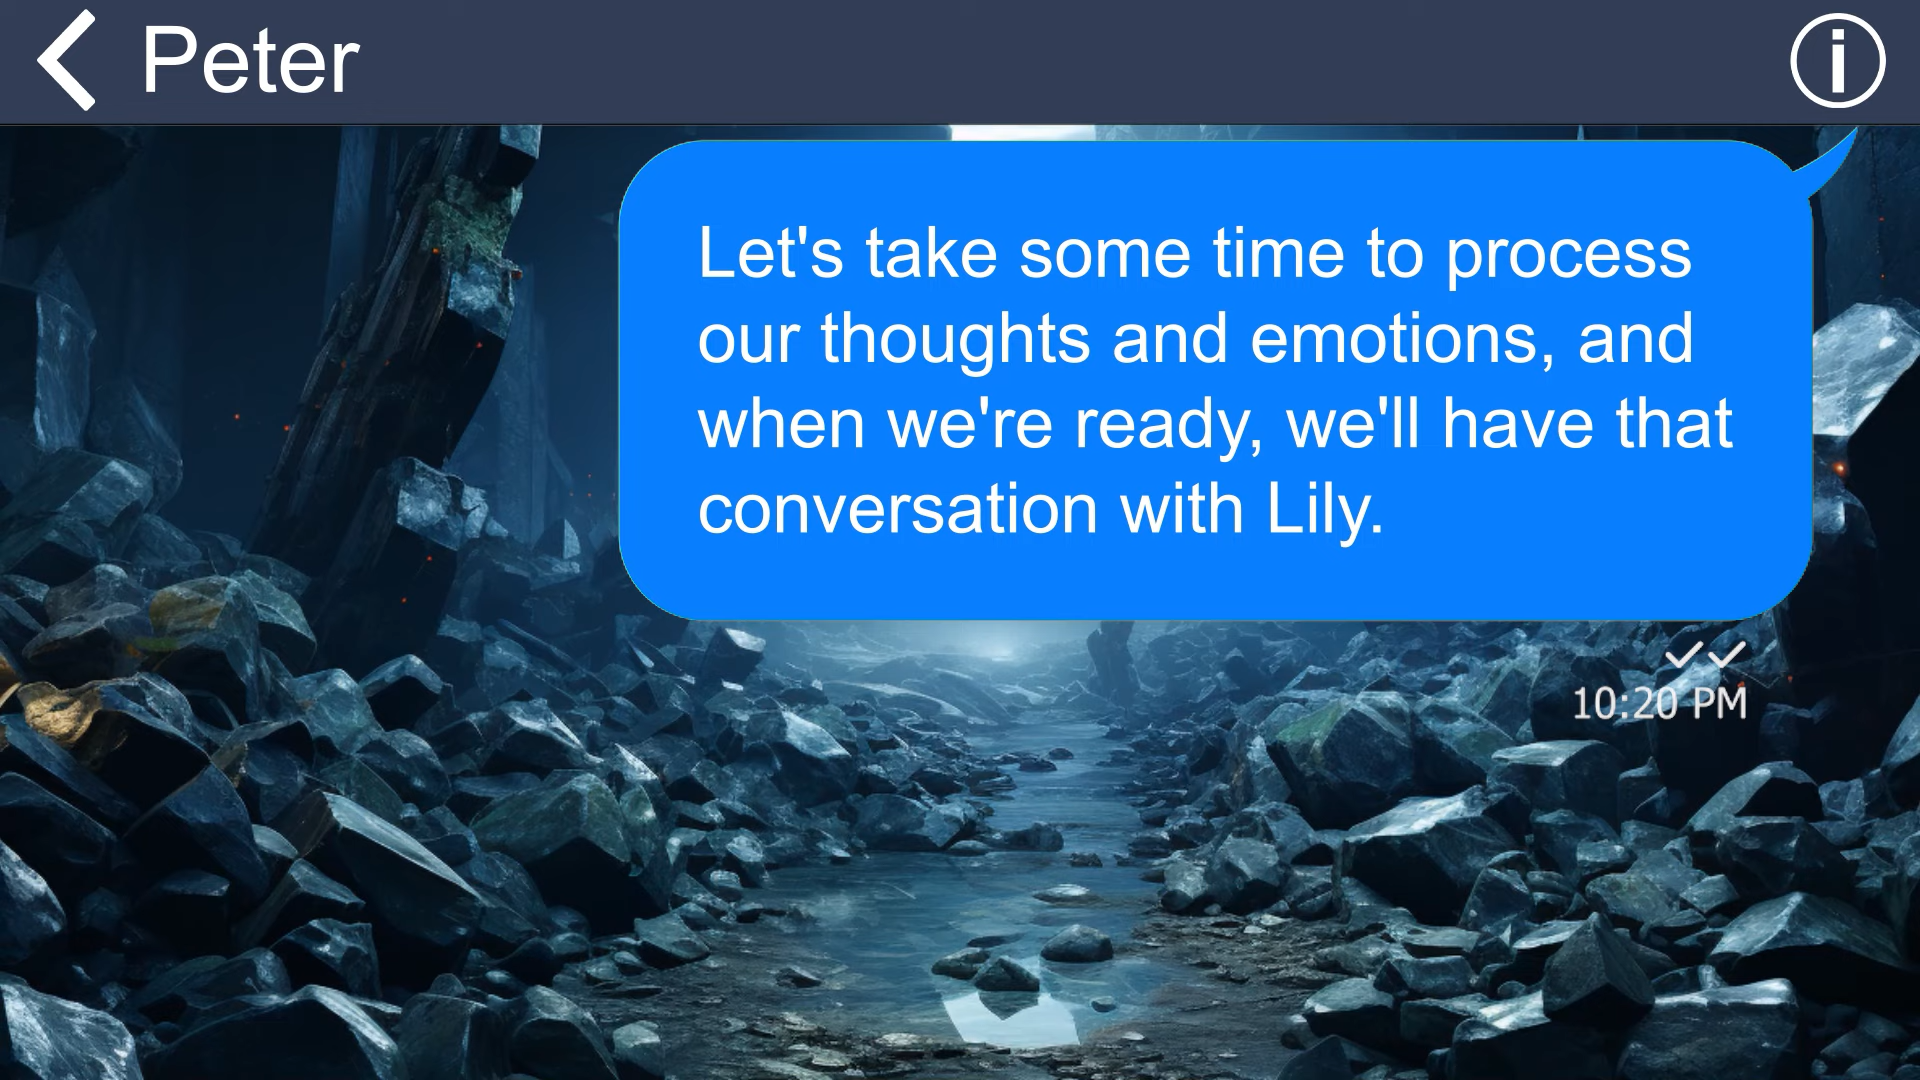 Peter
Let's take some time to process
our thoughts and emotions, and
when we're ready, we'll have that
conversation with Lily.
10:20 PM